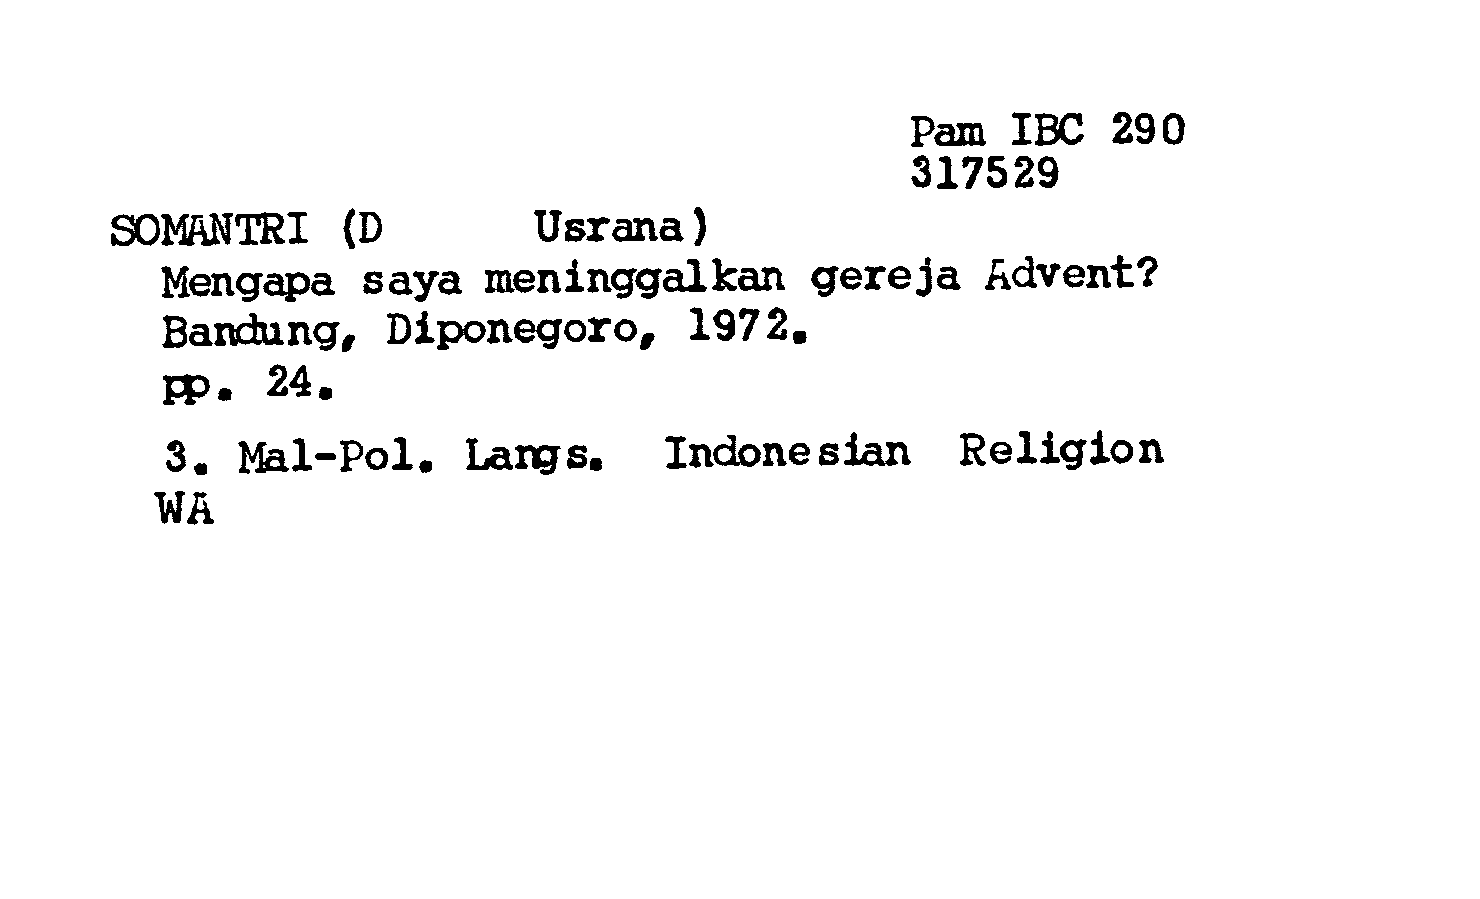 Pam IBC 290
317529
SOMANTRI (D Usrana)
Mengapa saya meninggalkan gereja Advent?
Bandung, Diponegoro, 1972.
pp. 24.
3. Mal-Pol. Langs. Indonesian Religion
WA